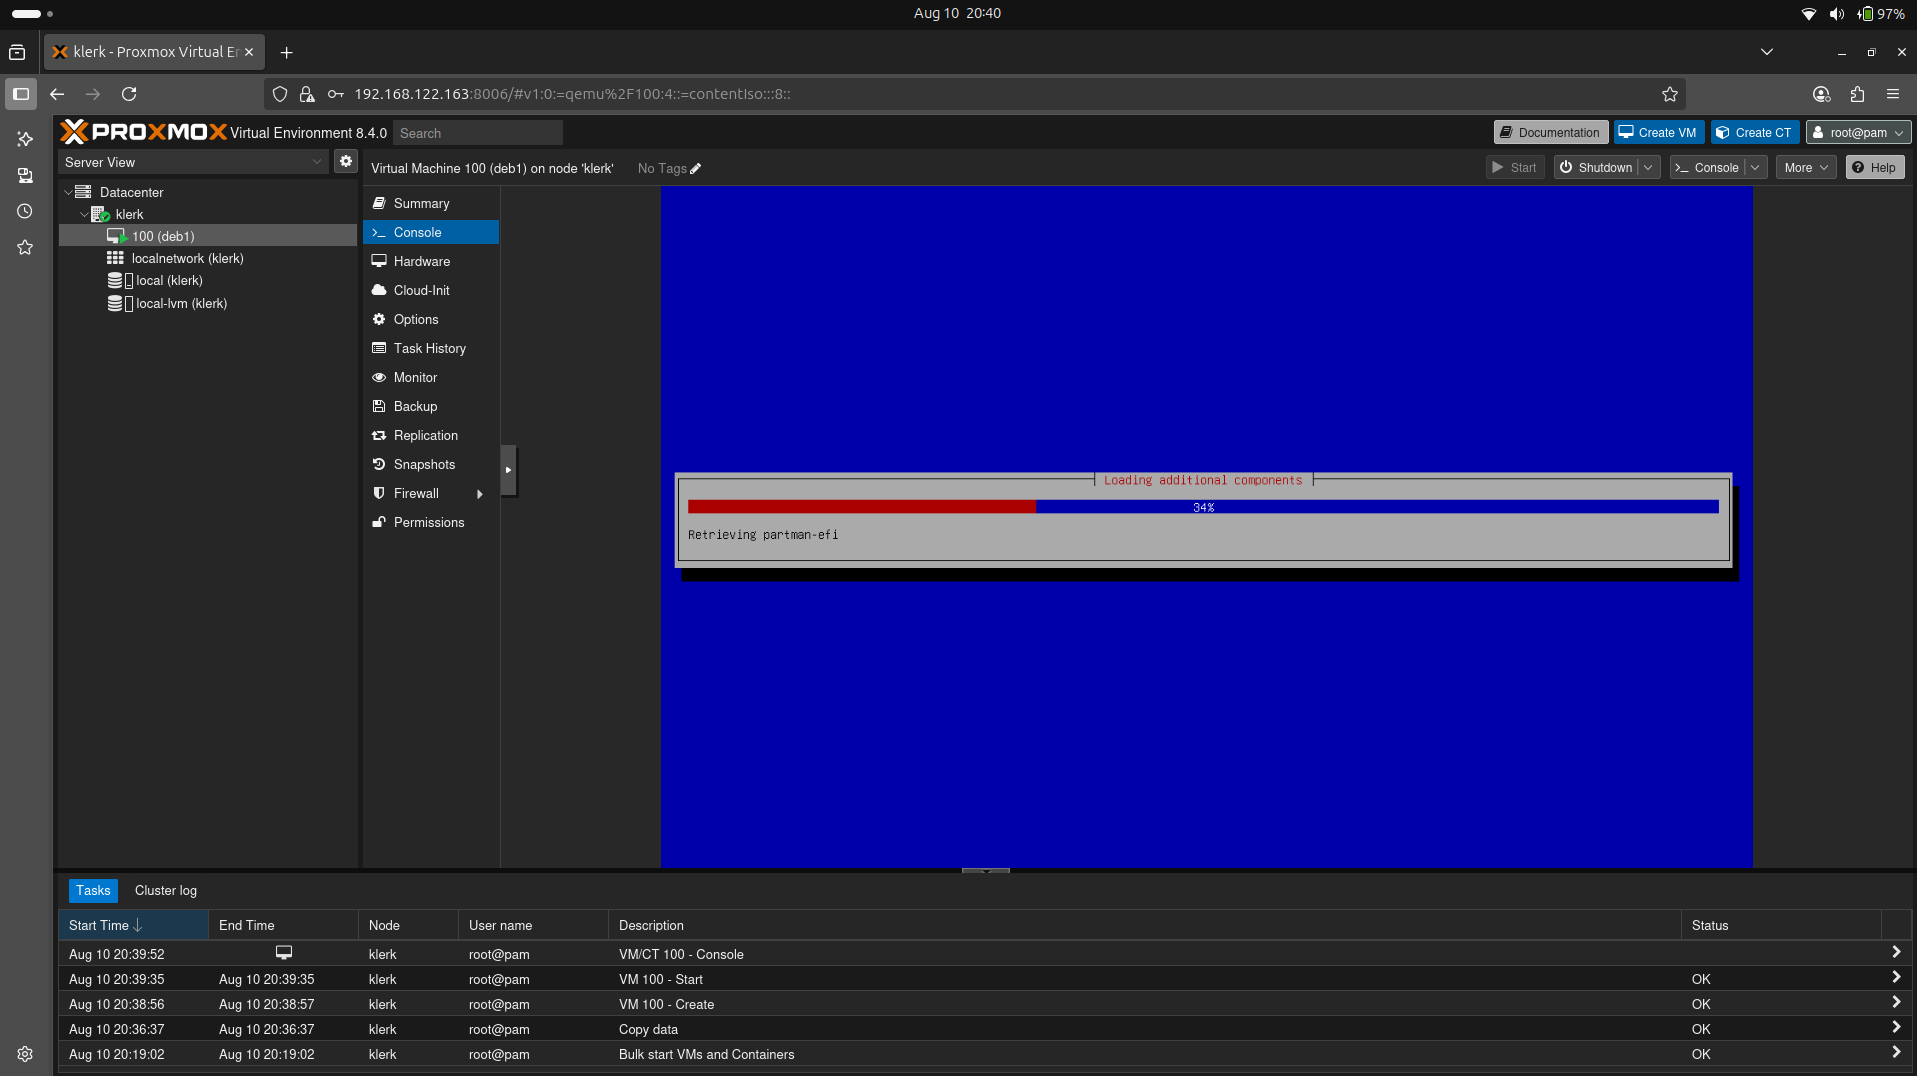 Aug 10 20:40
97%
klerk - Proxmox Virtual En
192.168.122.163:8006/#v1:0:=qemu%2F100:4::=contentIso:::8::
PROXMOX Virtual Environment 8.4.0
Search
Documentation
Create VM
Create CT
root@pam
Server View
Virtual Machine 100 (deb1) on node 'klerk'
No Tags
Start
Shutdown
Console
More
Help
Datacenter
klerk
100 (deb1)
localnetwork (klerk)
local (klerk)
local-lvm (klerk)
Summary
Console
Hardware
Cloud-Init
Options
Task History
Monitor
Backup
Replication
Snapshots
Firewall
Permissions
Loading additional components
34%
Retrieving partman-efi
Tasks
Cluster log
Start Time End Time Node User name Description Status
Aug 10 20:39:52 klerk root@pam VM/CT 100 - Console
Aug 10 20:39:35 Aug 10 20:39:35 klerk root@pam VM 100 - Start OK
Aug 10 20:38:56 Aug 10 20:38:57 klerk root@pam VM 100 - Create OK
Aug 10 20:36:37 Aug 10 20:36:37 klerk root@pam Copy data OK
Aug 10 20:19:02 Aug 10 20:19:02 klerk root@pam Bulk start VMs and Containers OK